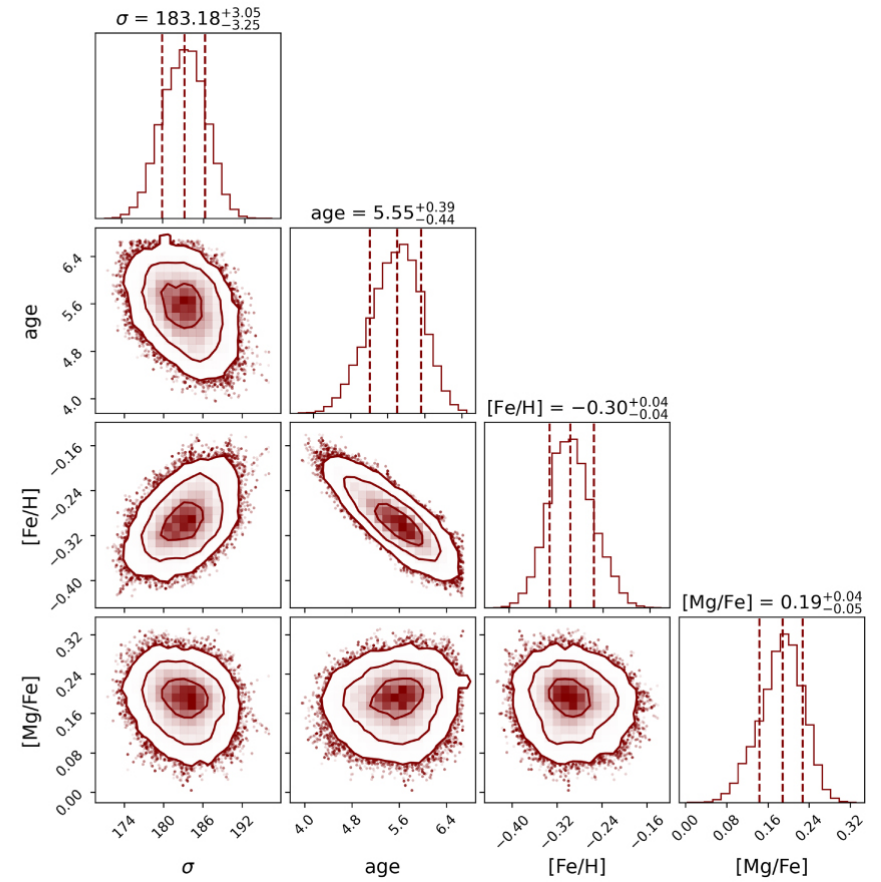 σ = 183.18+3.05 −3.25
age = 5.55+0.39 −0.44
6.4
5.6
4.8
4.0
age
[Fe/H] = −0.30+0.04 −0.04
−0.16
−0.24
−0.32
−0.40
[Fe/H]
[Mg/Fe] = 0.19+0.04 −0.05
0.32
0.24
0.16
0.08
0.00
[Mg/Fe]
174 180 186 192
4.0 4.8 5.6 6.4
−0.40 −0.32 −0.24 −0.16
0.00 0.08 0.16 0.24 0.32
σ age [Fe/H] [Mg/Fe]